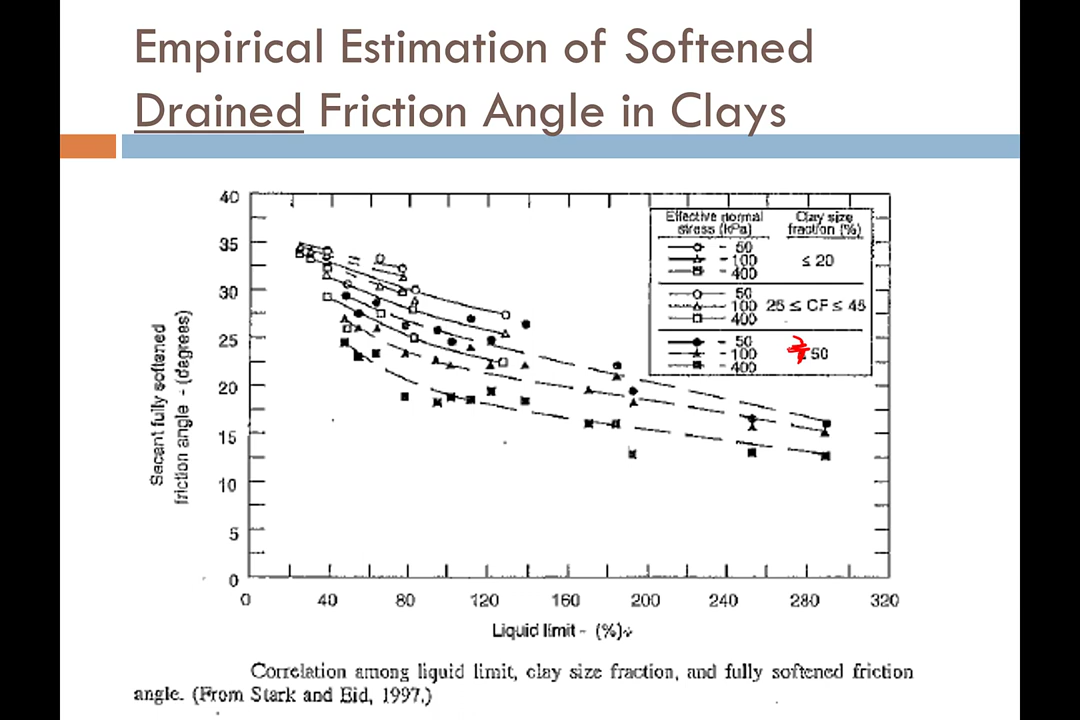 Empirical Estimation of Softened
Drained Friction Angle in Clays
40
35
30
25
20
15
10
5
0
Secant fully softened
friction angle - (degrees)
Effective normal
stress (kPa)
Clay size
fraction (%)
- 50
- 100
- 400
≤ 20
50
100
400
25 ≤ CF ≤ 45
- 50
- 100
- 400
≥ 50
0
40
80
120
160
200
240
280
320
Liquid limit - (%)
Correlation among liquid limit, clay size fraction, and fully softened friction
angle. (From Stark and Eid, 1997.)